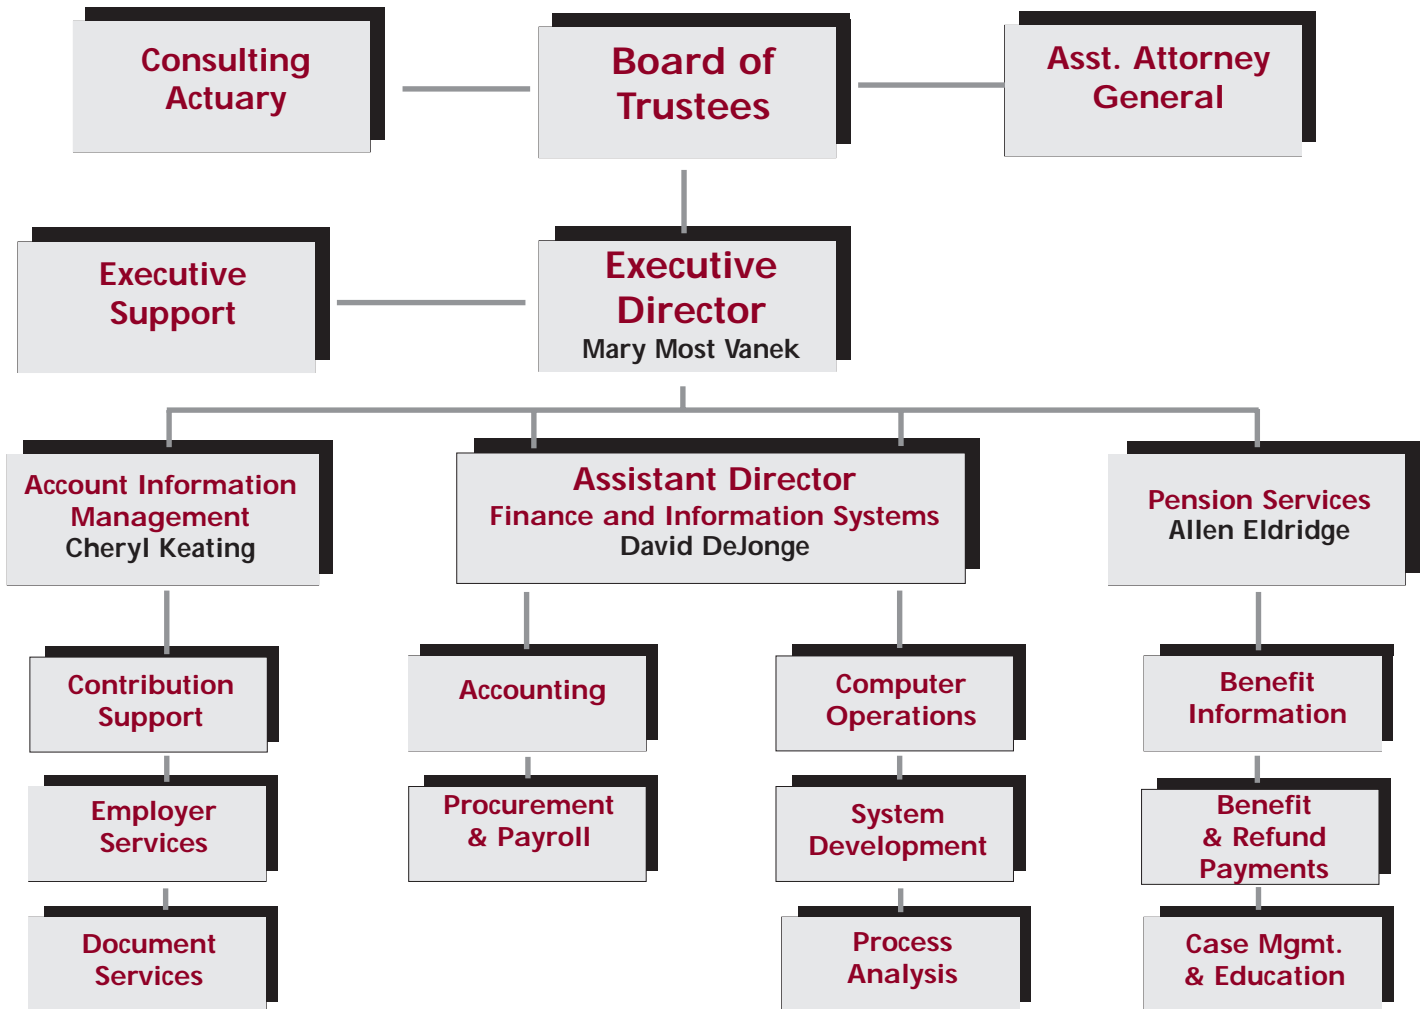 Consulting
Actuary
Board of
Trustees
Asst. Attorney
General
Executive
Support
Executive
Director
Mary Most Vanek
Account Information
Management
Cheryl Keating
Assistant Director
Finance and Information Systems
David DeJonge
Pension Services
Allen Eldridge
Contribution
Support
Accounting
Computer
Operations
Benefit
Information
Employer
Services
Procurement
& Payroll
System
Development
Benefit
& Refund
Payments
Document
Services
Process
Analysis
Case Mgmt.
& Education